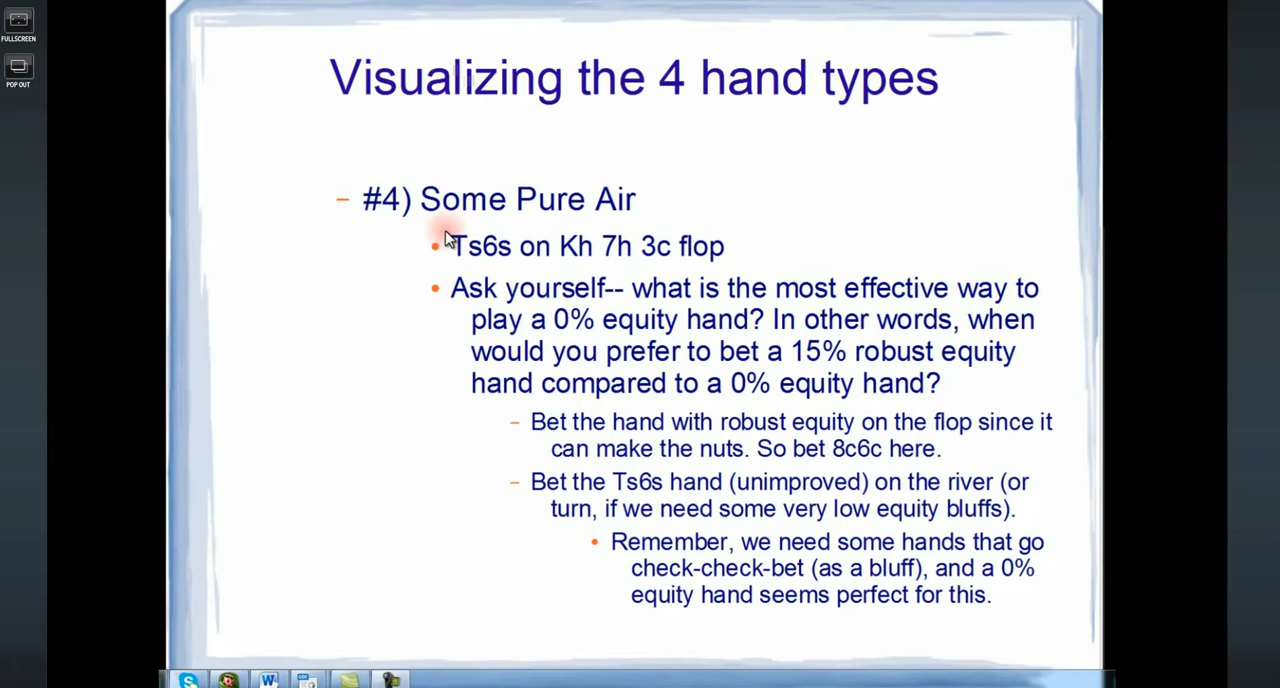 FULLSCREEN
POP OUT
Visualizing the 4 hand types
– #4) Some Pure Air
• Ts6s on Kh 7h 3c flop
• Ask yourself-- what is the most effective way to
play a 0% equity hand? In other words, when
would you prefer to bet a 15% robust equity
hand compared to a 0% equity hand?
– Bet the hand with robust equity on the flop since it
can make the nuts. So bet 8c6c here.
– Bet the Ts6s hand (unimproved) on the river (or
turn, if we need some very low equity bluffs).
• Remember, we need some hands that go
check-check-bet (as a bluff), and a 0%
equity hand seems perfect for this.